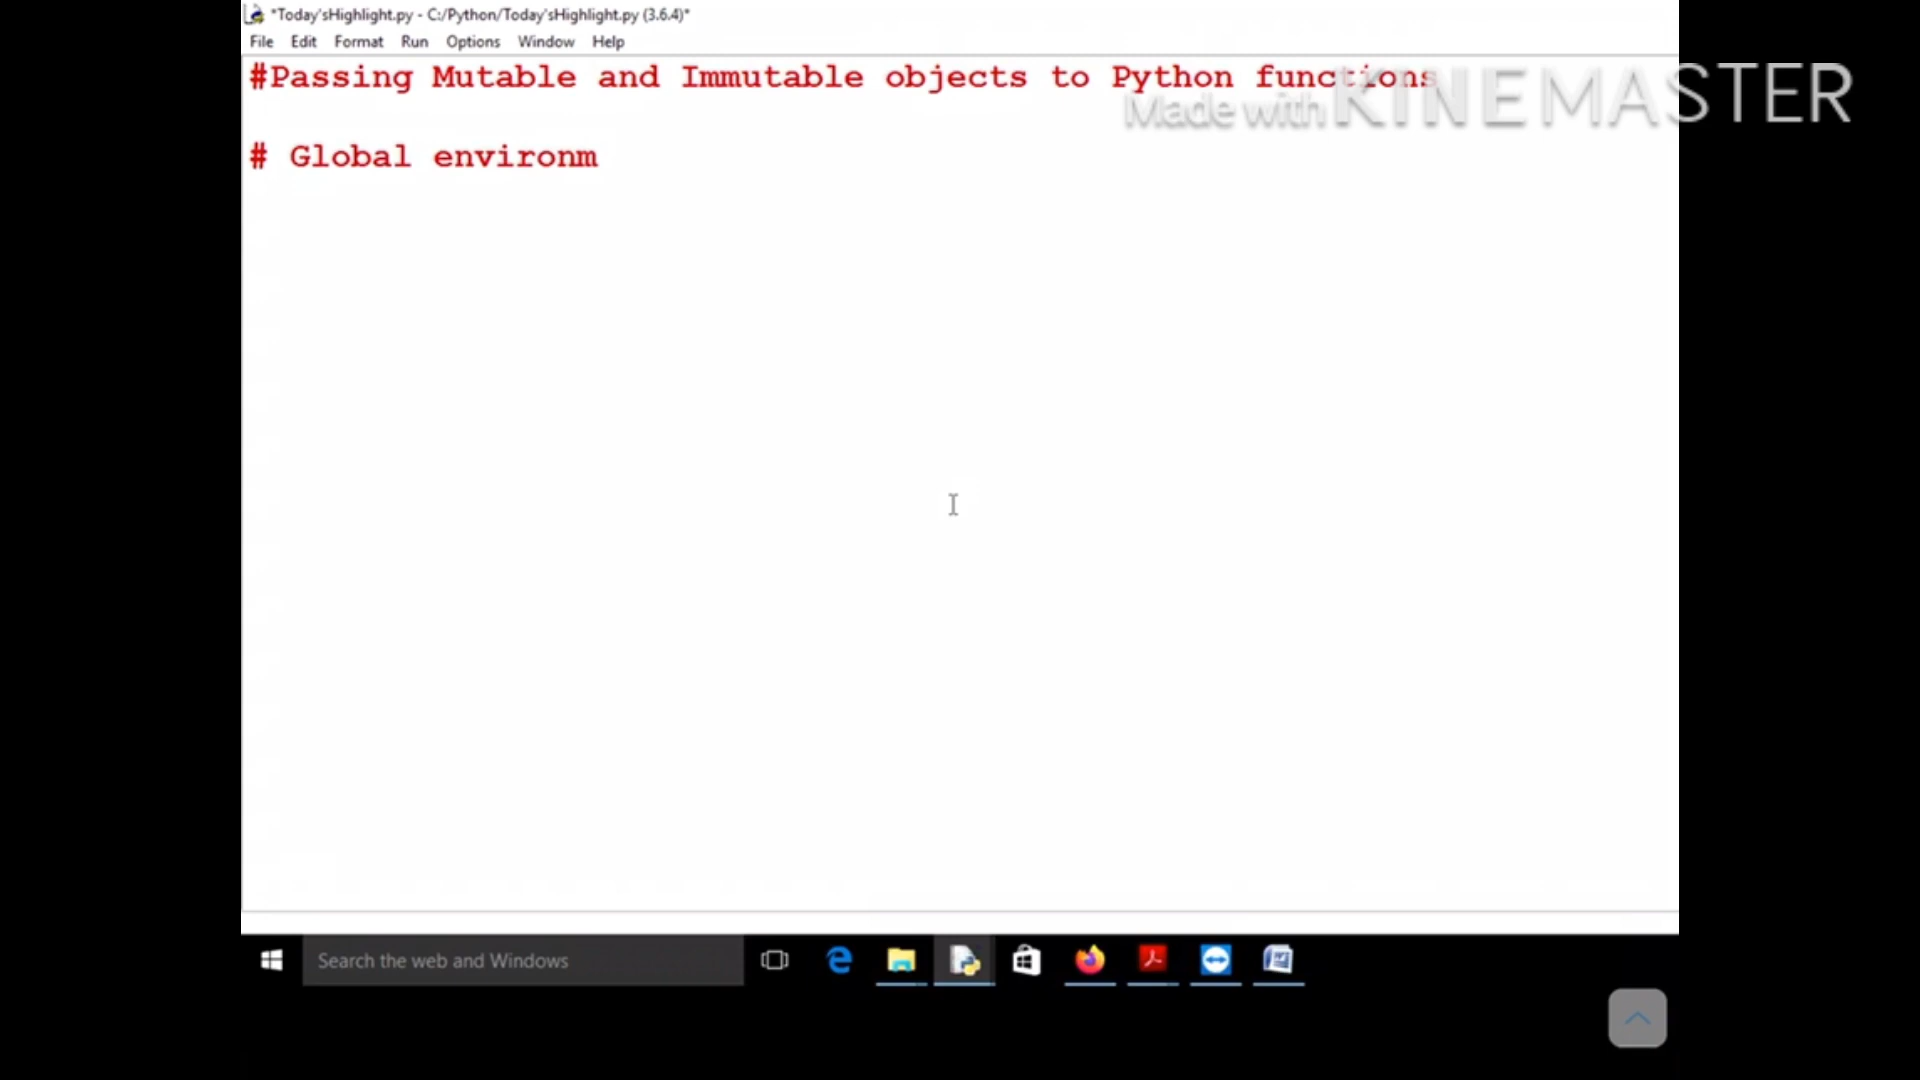 *Today'sHighlight.py - C:/Python/Today'sHighlight.py (3.6.4)*
File Edit Format Run Options Window Help
#Passing Mutable and Immutable objects to Python functions
Made with KINEMASTER
# Global environm
Search the web and Windows